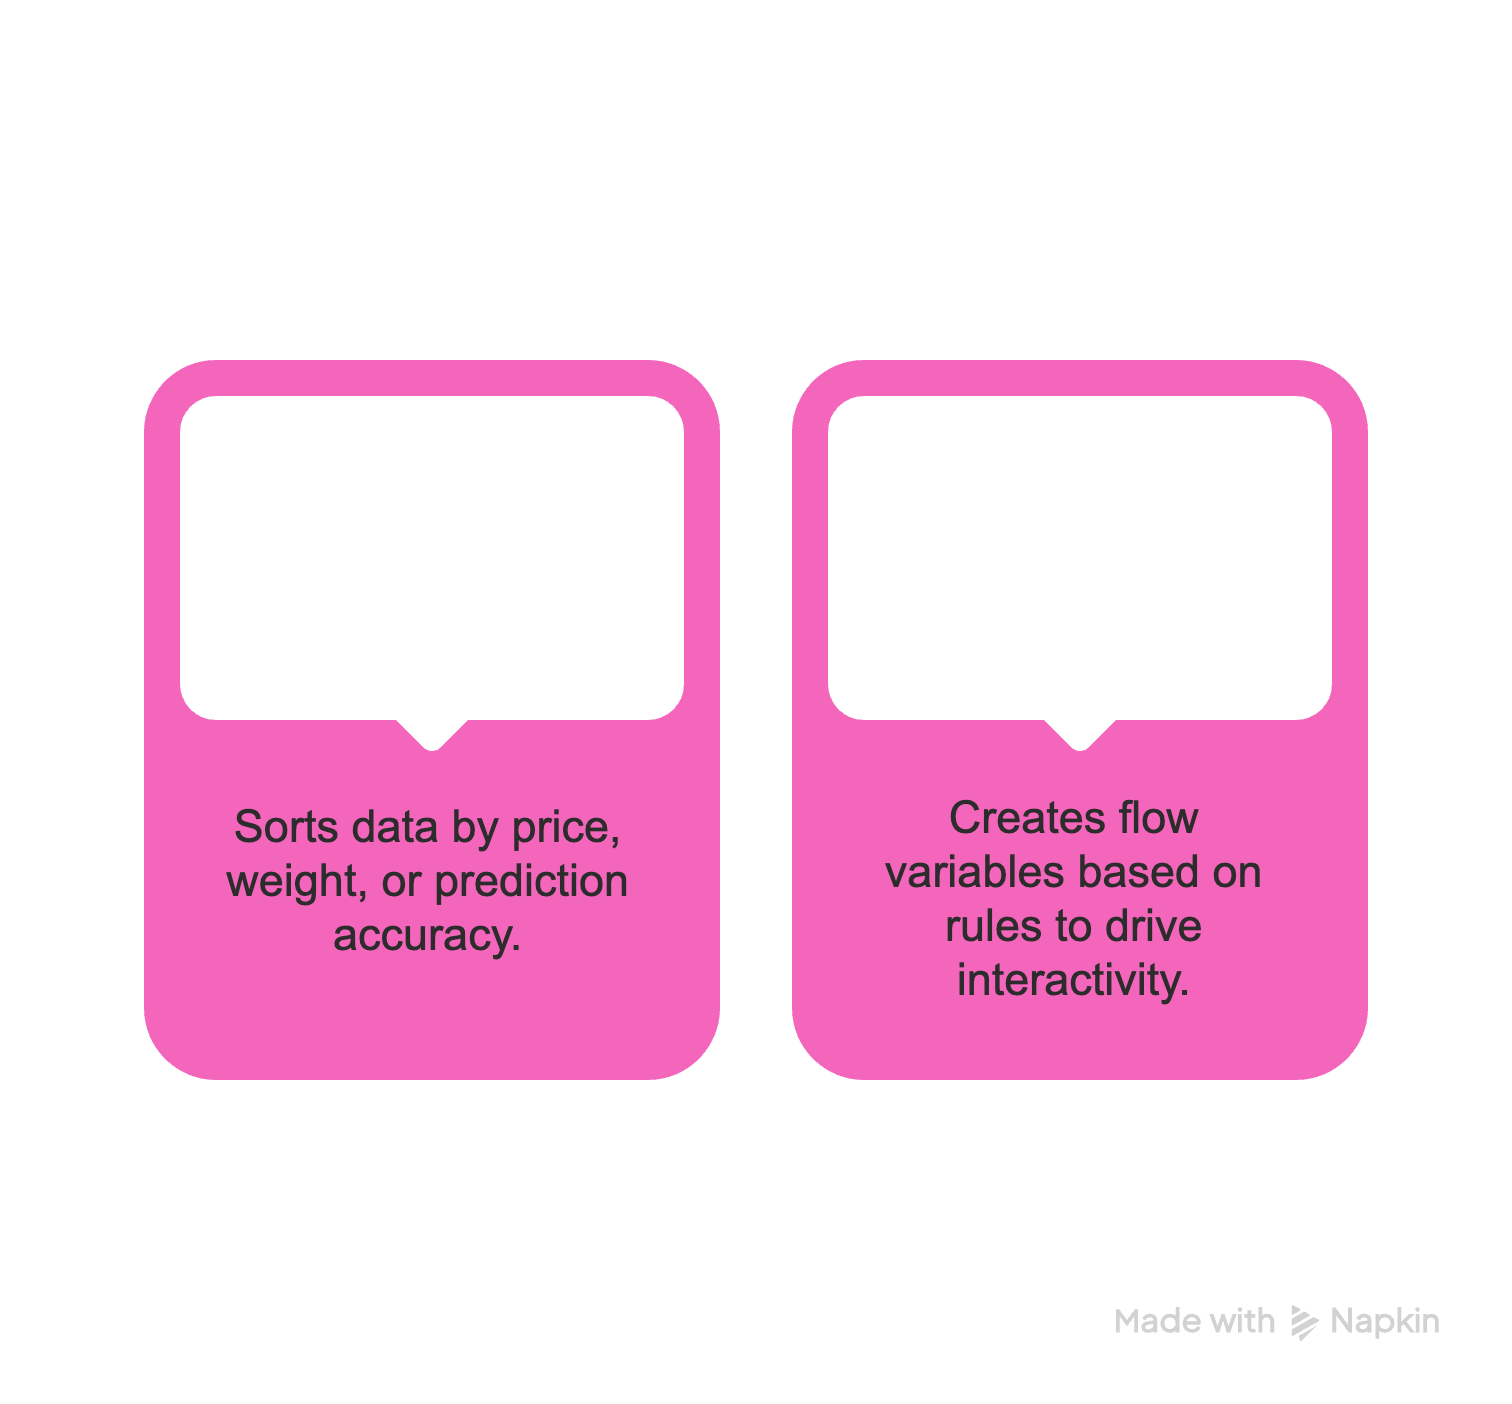 Sorts data by price,
weight, or prediction
accuracy.
Creates flow
variables based on
rules to drive
interactivity.
Made with Napkin